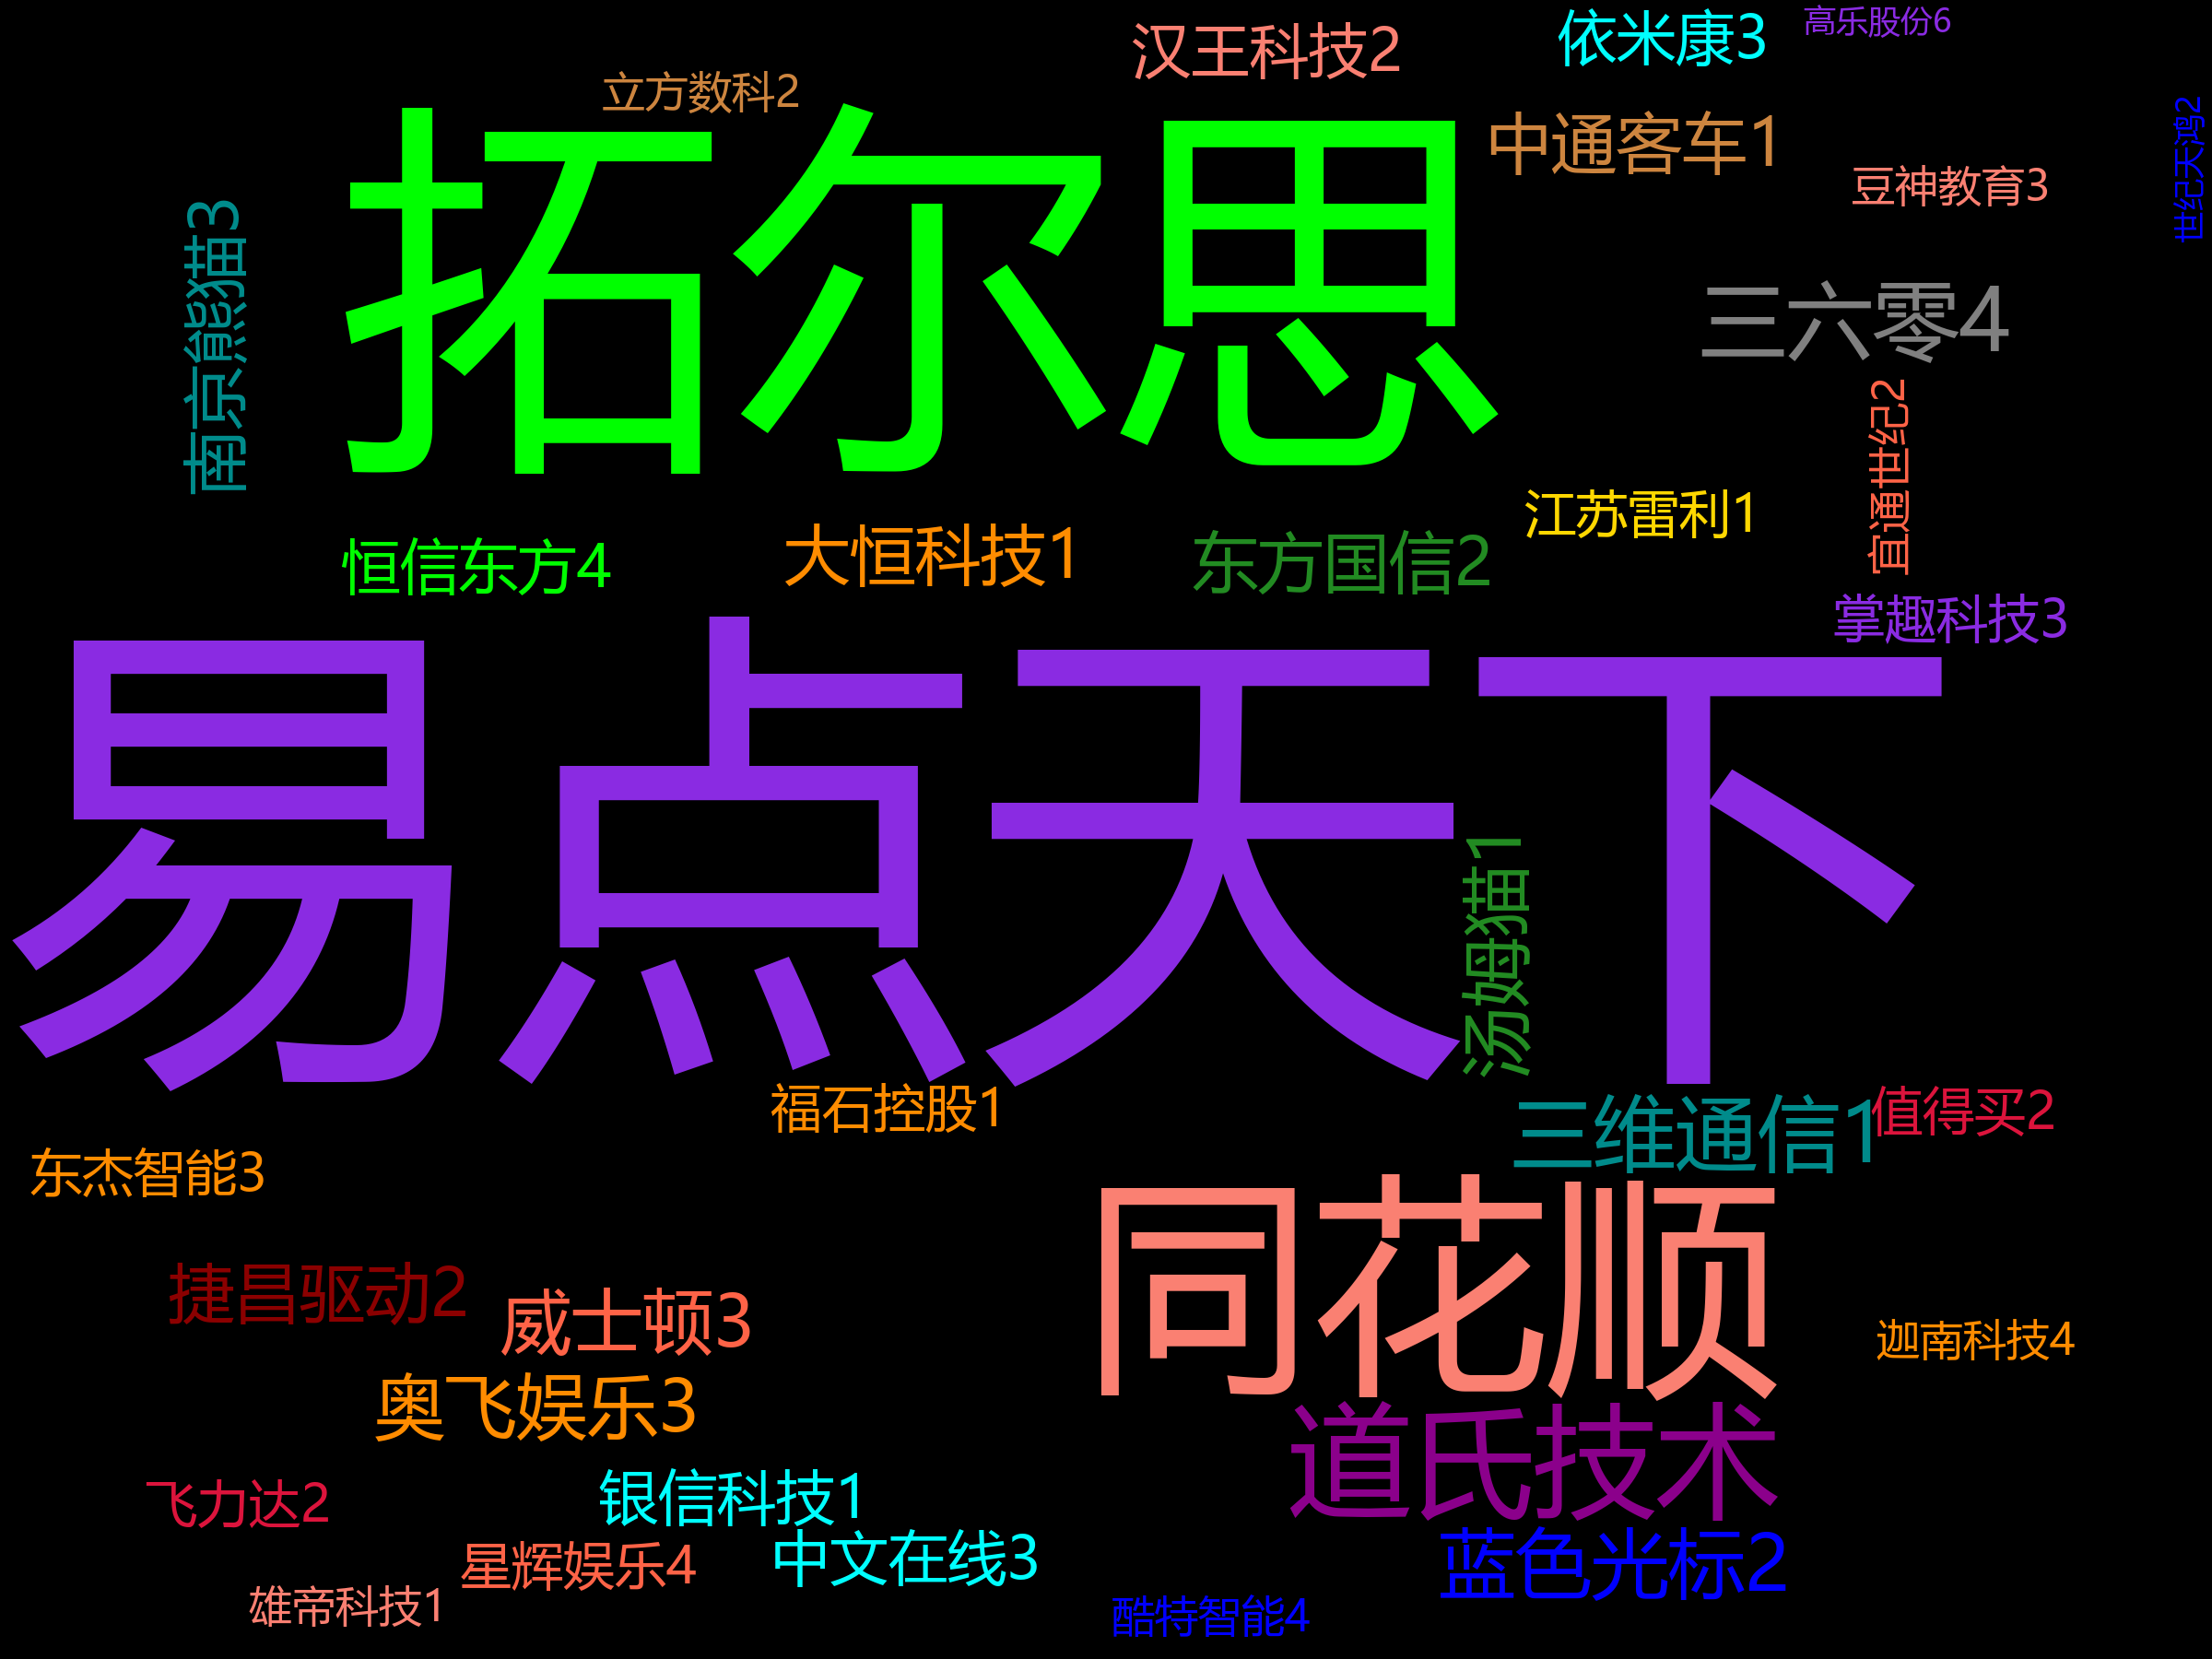 高乐股份6
依米康3
汉王科技2
立方数科2
世纪天鸿2
中通客车1
豆神教育3
拓尔思
南京熊猫3
三六零4
宜通世纪2
江苏雷利1
大恒科技1
东方国信2
恒信东方4
掌趣科技3
易点天下
汤姆猫1
福石控股1
三维通信1
值得买2
东杰智能3
同花顺
捷昌驱动2
威士顿3
迦南科技4
奥飞娱乐3
道氏技术
飞力达2
银信科技1
中文在线3
蓝色光标2
星辉娱乐4
雄帝科技1
酷特智能4